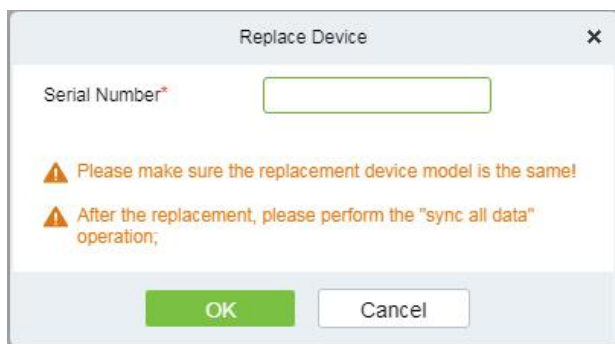 Replace Device
Serial Number*
Please make sure the replacement device model is the same!
After the replacement, please perform the "sync all data"
operation;
OK
Cancel